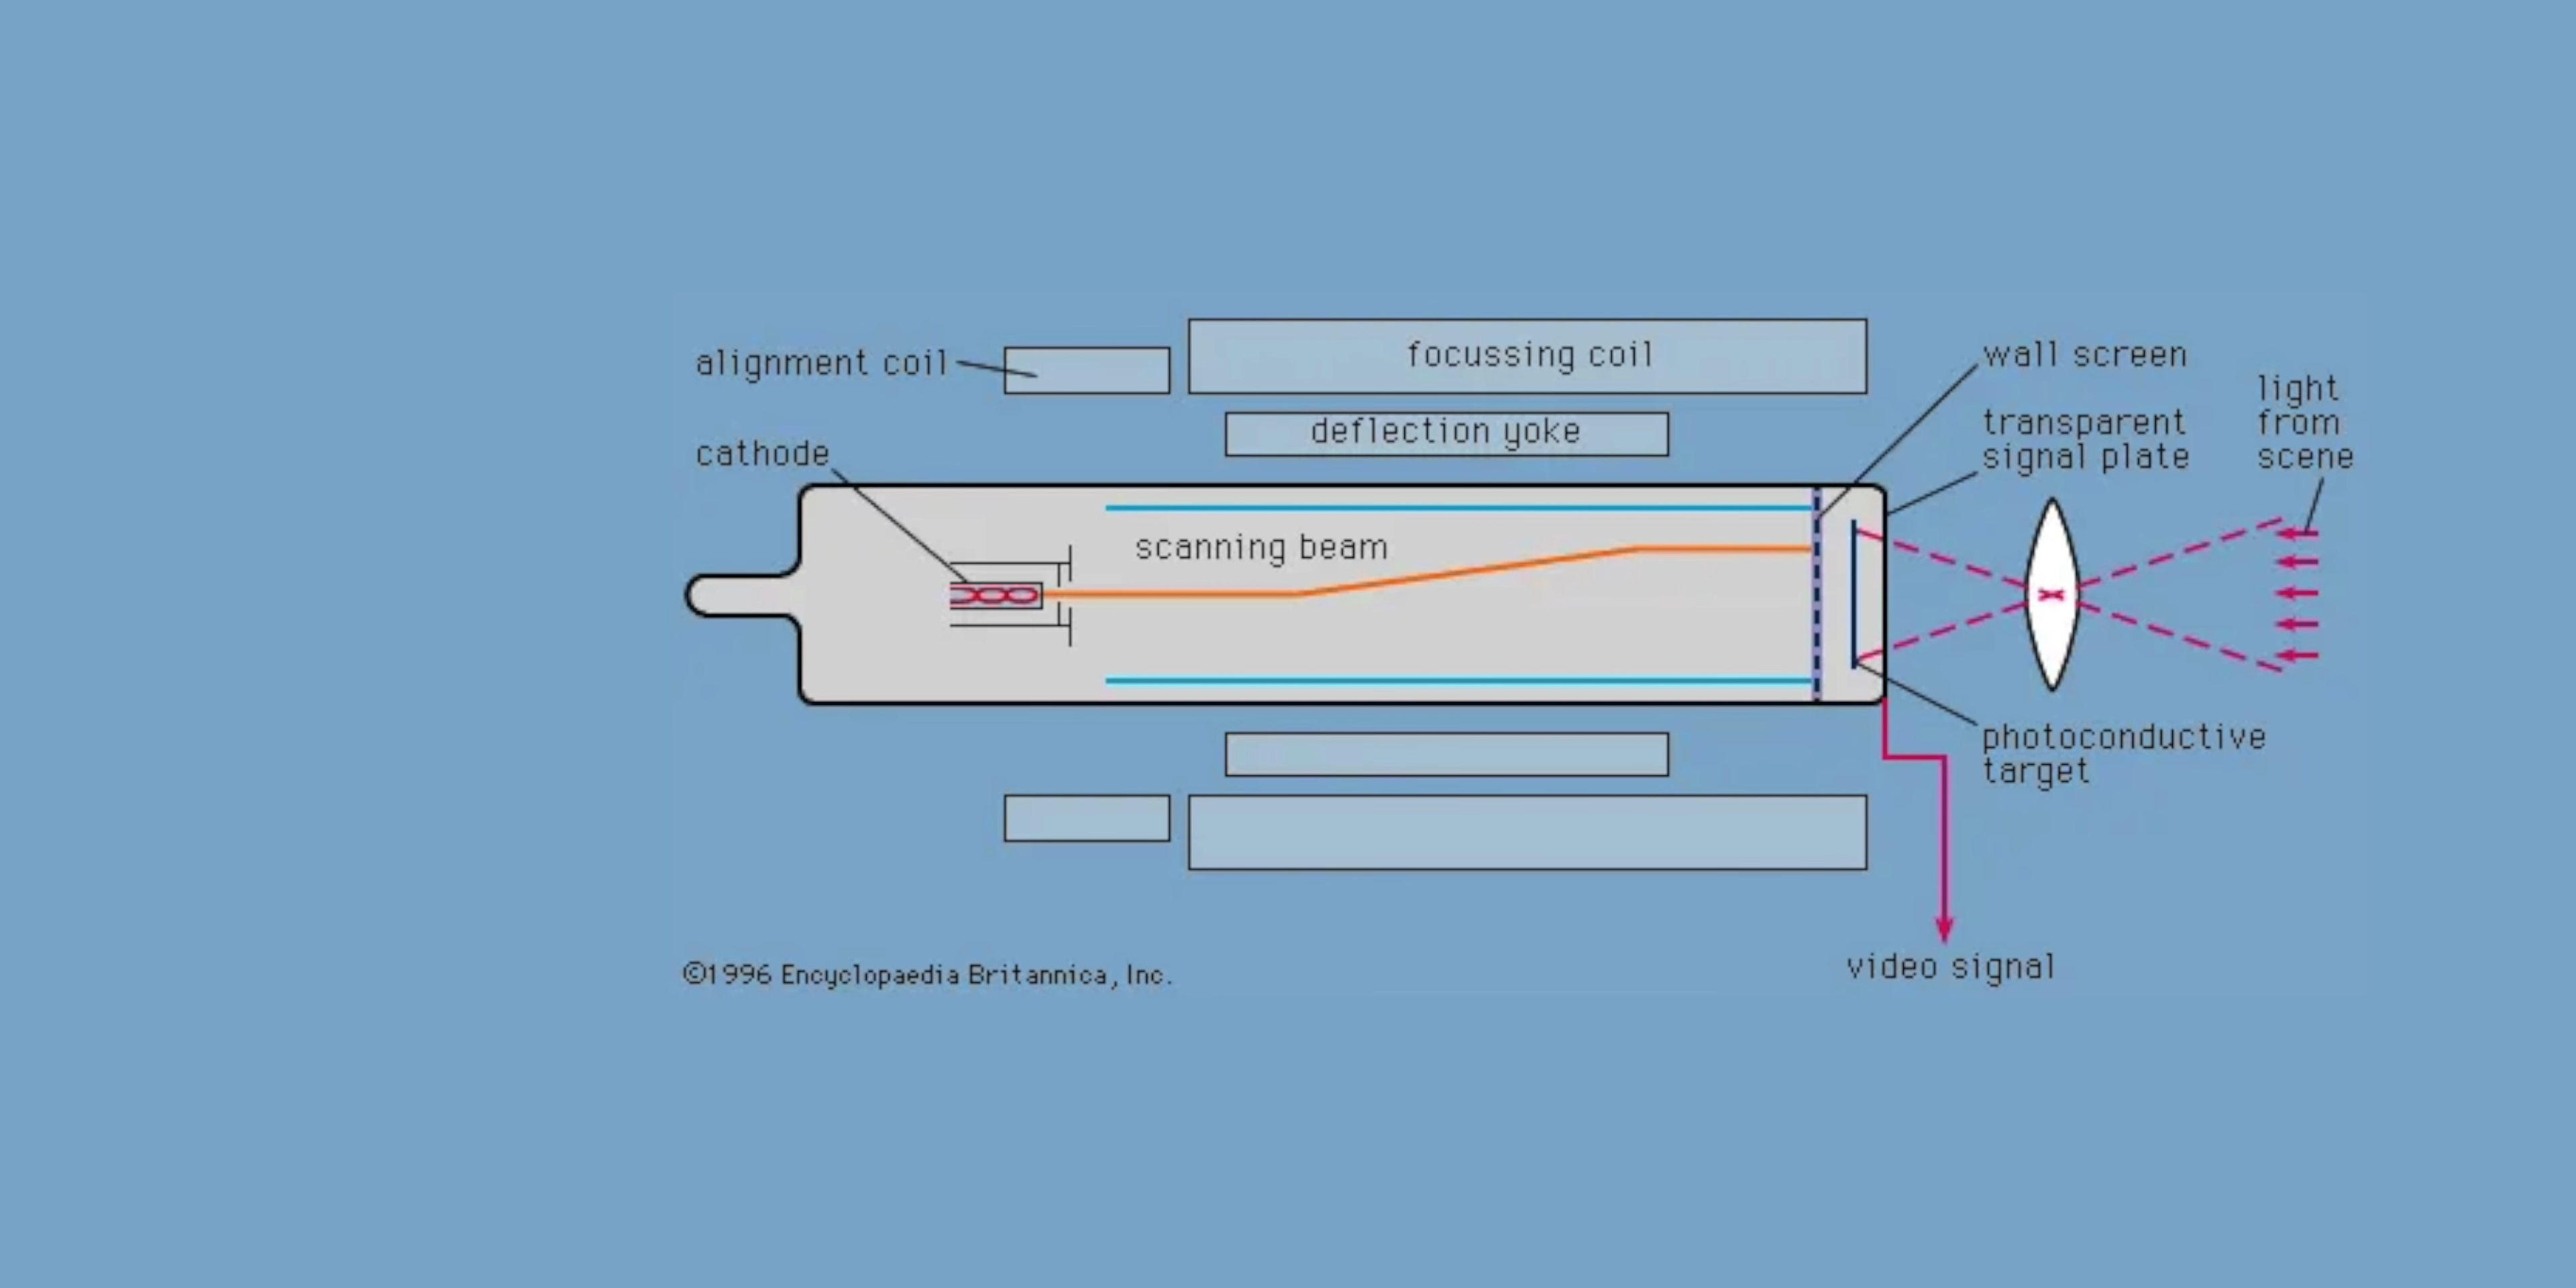 focussing coil
alignment coil
wall screen
light
from
scene
transparent
signal plate
deflection yoke
cathode
scanning beam
photoconductive
target
video signal
©1996 Encyclopaedia Britannica, Inc.